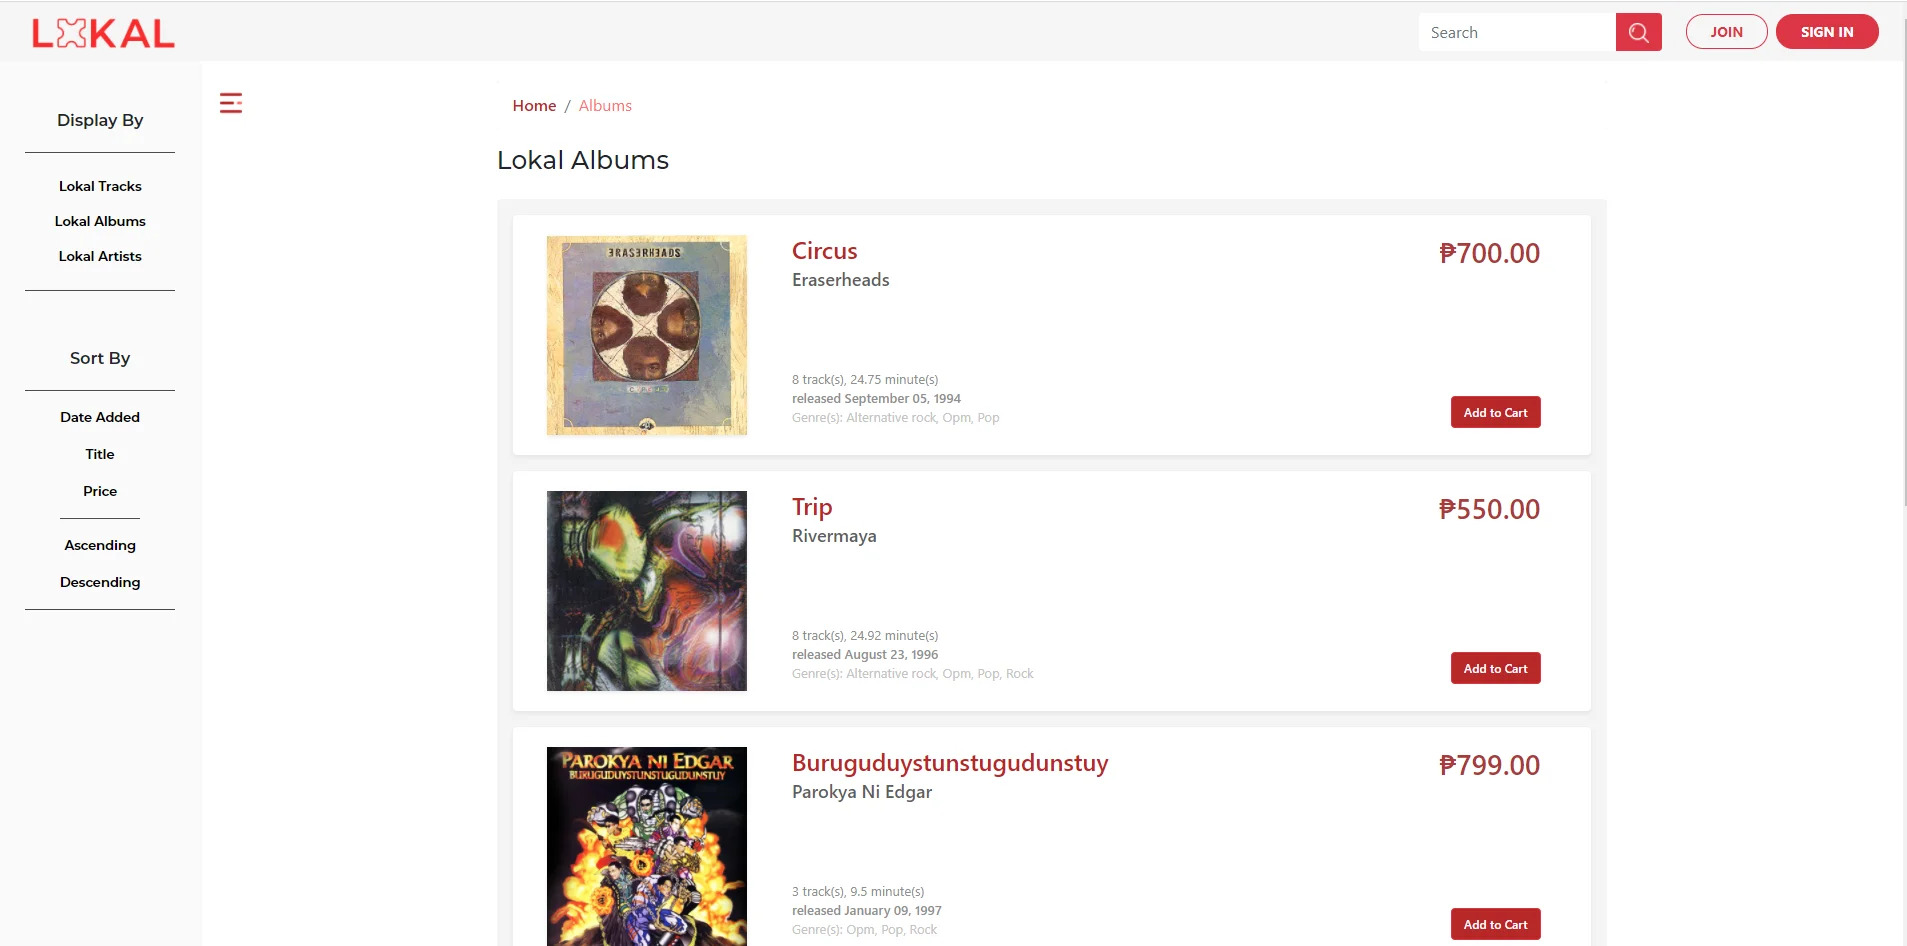 LOKAL
Search
JOIN
SIGN IN
Display By
Lokal Tracks
Lokal Albums
Lokal Artists
Sort By
Date Added
Title
Price
Ascending
Descending
Home / Albums
Lokal Albums
ERASERHEADS
Circus
Eraserheads
₱700.00
8 track(s), 24.75 minute(s)
released September 05, 1994
Genre(s): Alternative rock, Opm, Pop
Add to Cart
Trip
Rivermaya
₱550.00
8 track(s), 24.92 minute(s)
released August 23, 1996
Genre(s): Alternative rock, Opm, Pop, Rock
Add to Cart
PAROKYA NI EDGAR
BURUGUDUYSTUNSTUGUDUNSTUY
Buruguduystunstugudunstuy
Parokya Ni Edgar
₱799.00
3 track(s), 9.5 minute(s)
released January 09, 1997
Genre(s): Opm, Pop, Rock
Add to Cart